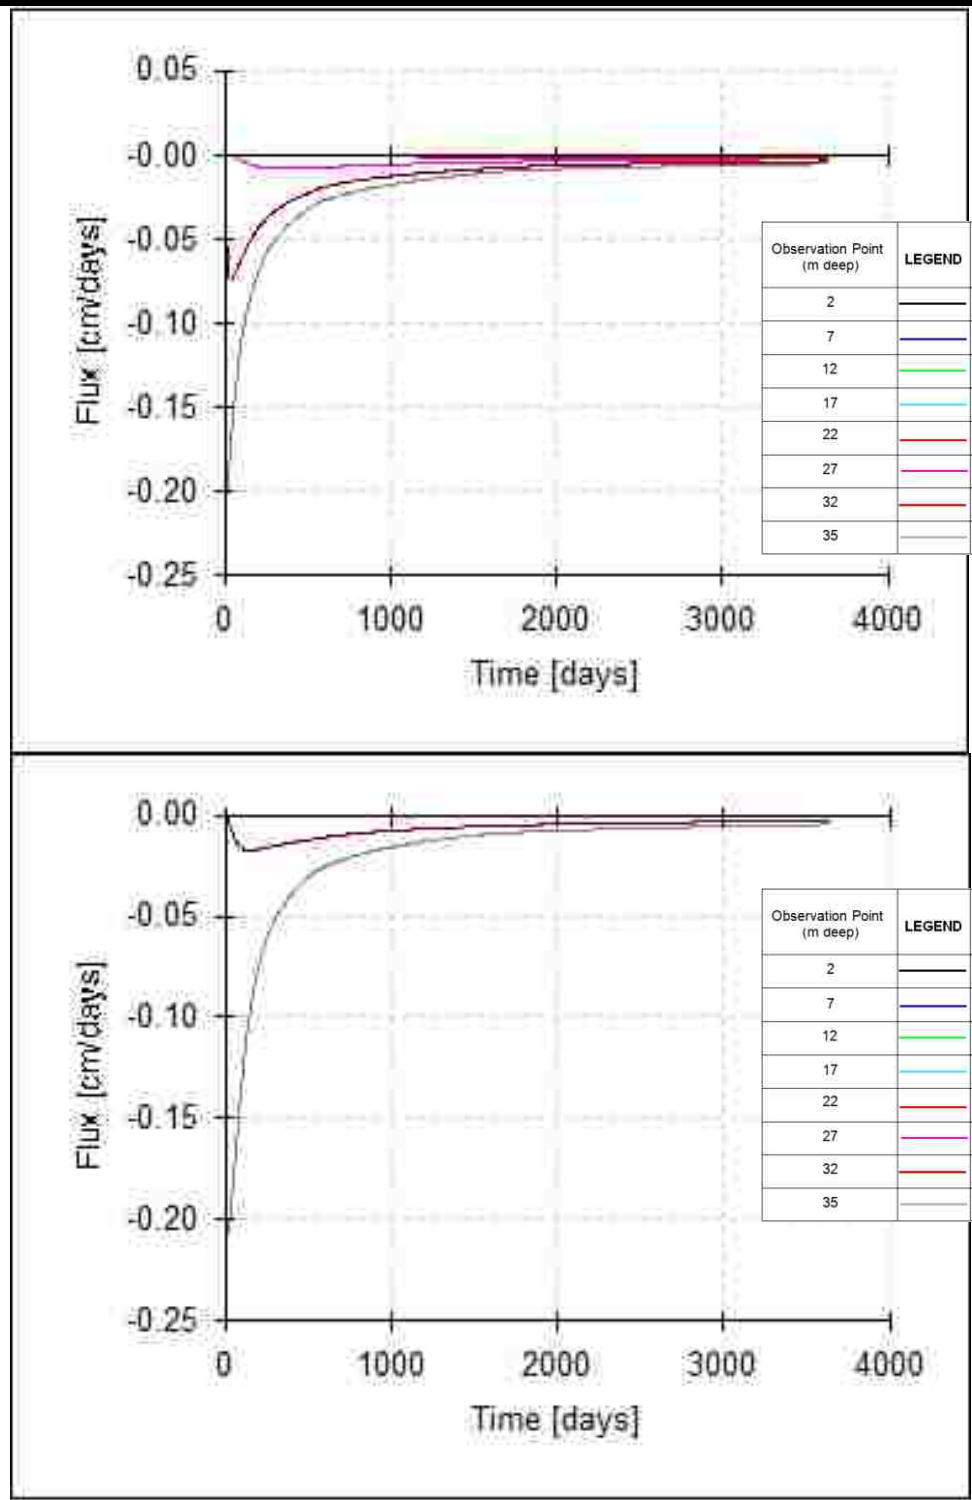 0.05
-0.00
-0.05
-0.10
-0.15
-0.20
-0.25
Flux [cm/days]
0 1000 2000 3000 4000
Time [days]
Observation Point
(m deep) LEGEND
2
7
12
17
22
27
32
35
0.00
-0.05
-0.10
-0.15
-0.20
-0.25
Flux [cm/days]
0 1000 2000 3000 4000
Time [days]
Observation Point
(m deep) LEGEND
2
7
12
17
22
27
32
35